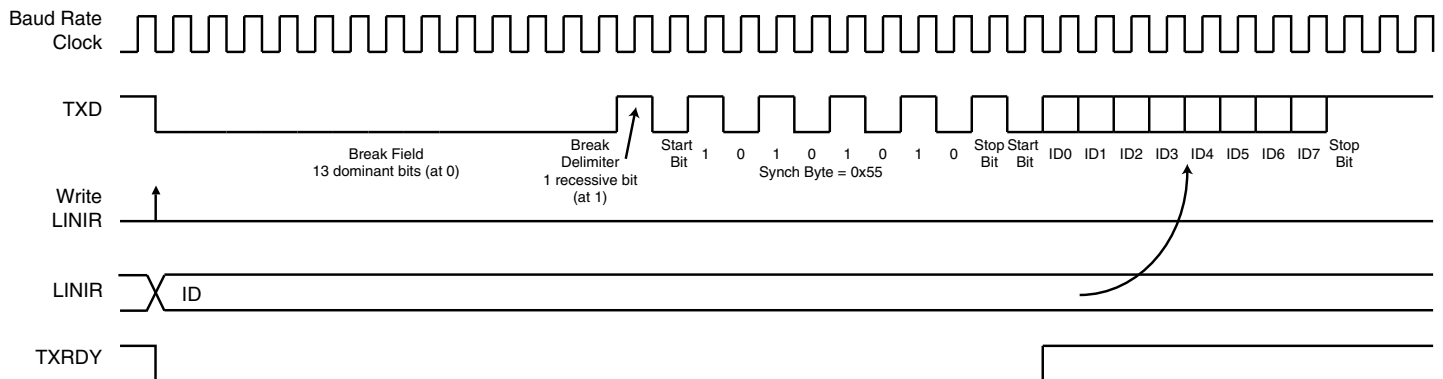 Baud Rate
Clock
TXD
Break Field
13 dominant bits (at 0)
Break
Delimiter
1 recessive bit
(at 1)
Start
Bit
1 0 1 0 1 0 1 0
Synch Byte = 0x55
Stop
Bit
Start
Bit
ID0 ID1 ID2 ID3 ID4 ID5 ID6 ID7
Stop
Bit
Write
LINIR
LINIR
ID
TXRDY